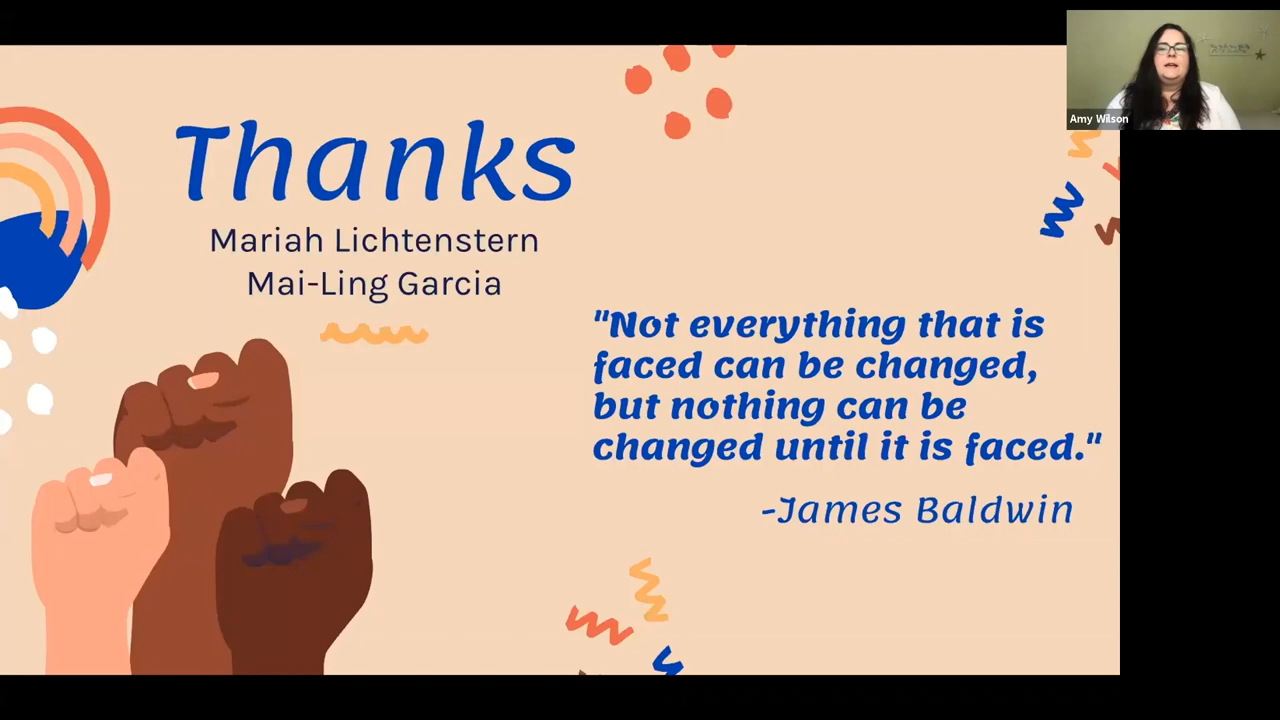 Thanks
Mariah Lichtenstern
Mai-Ling Garcia
"Not everything that is
faced can be changed,
but nothing can be
changed until it is faced."
-James Baldwin
Amy Wilson